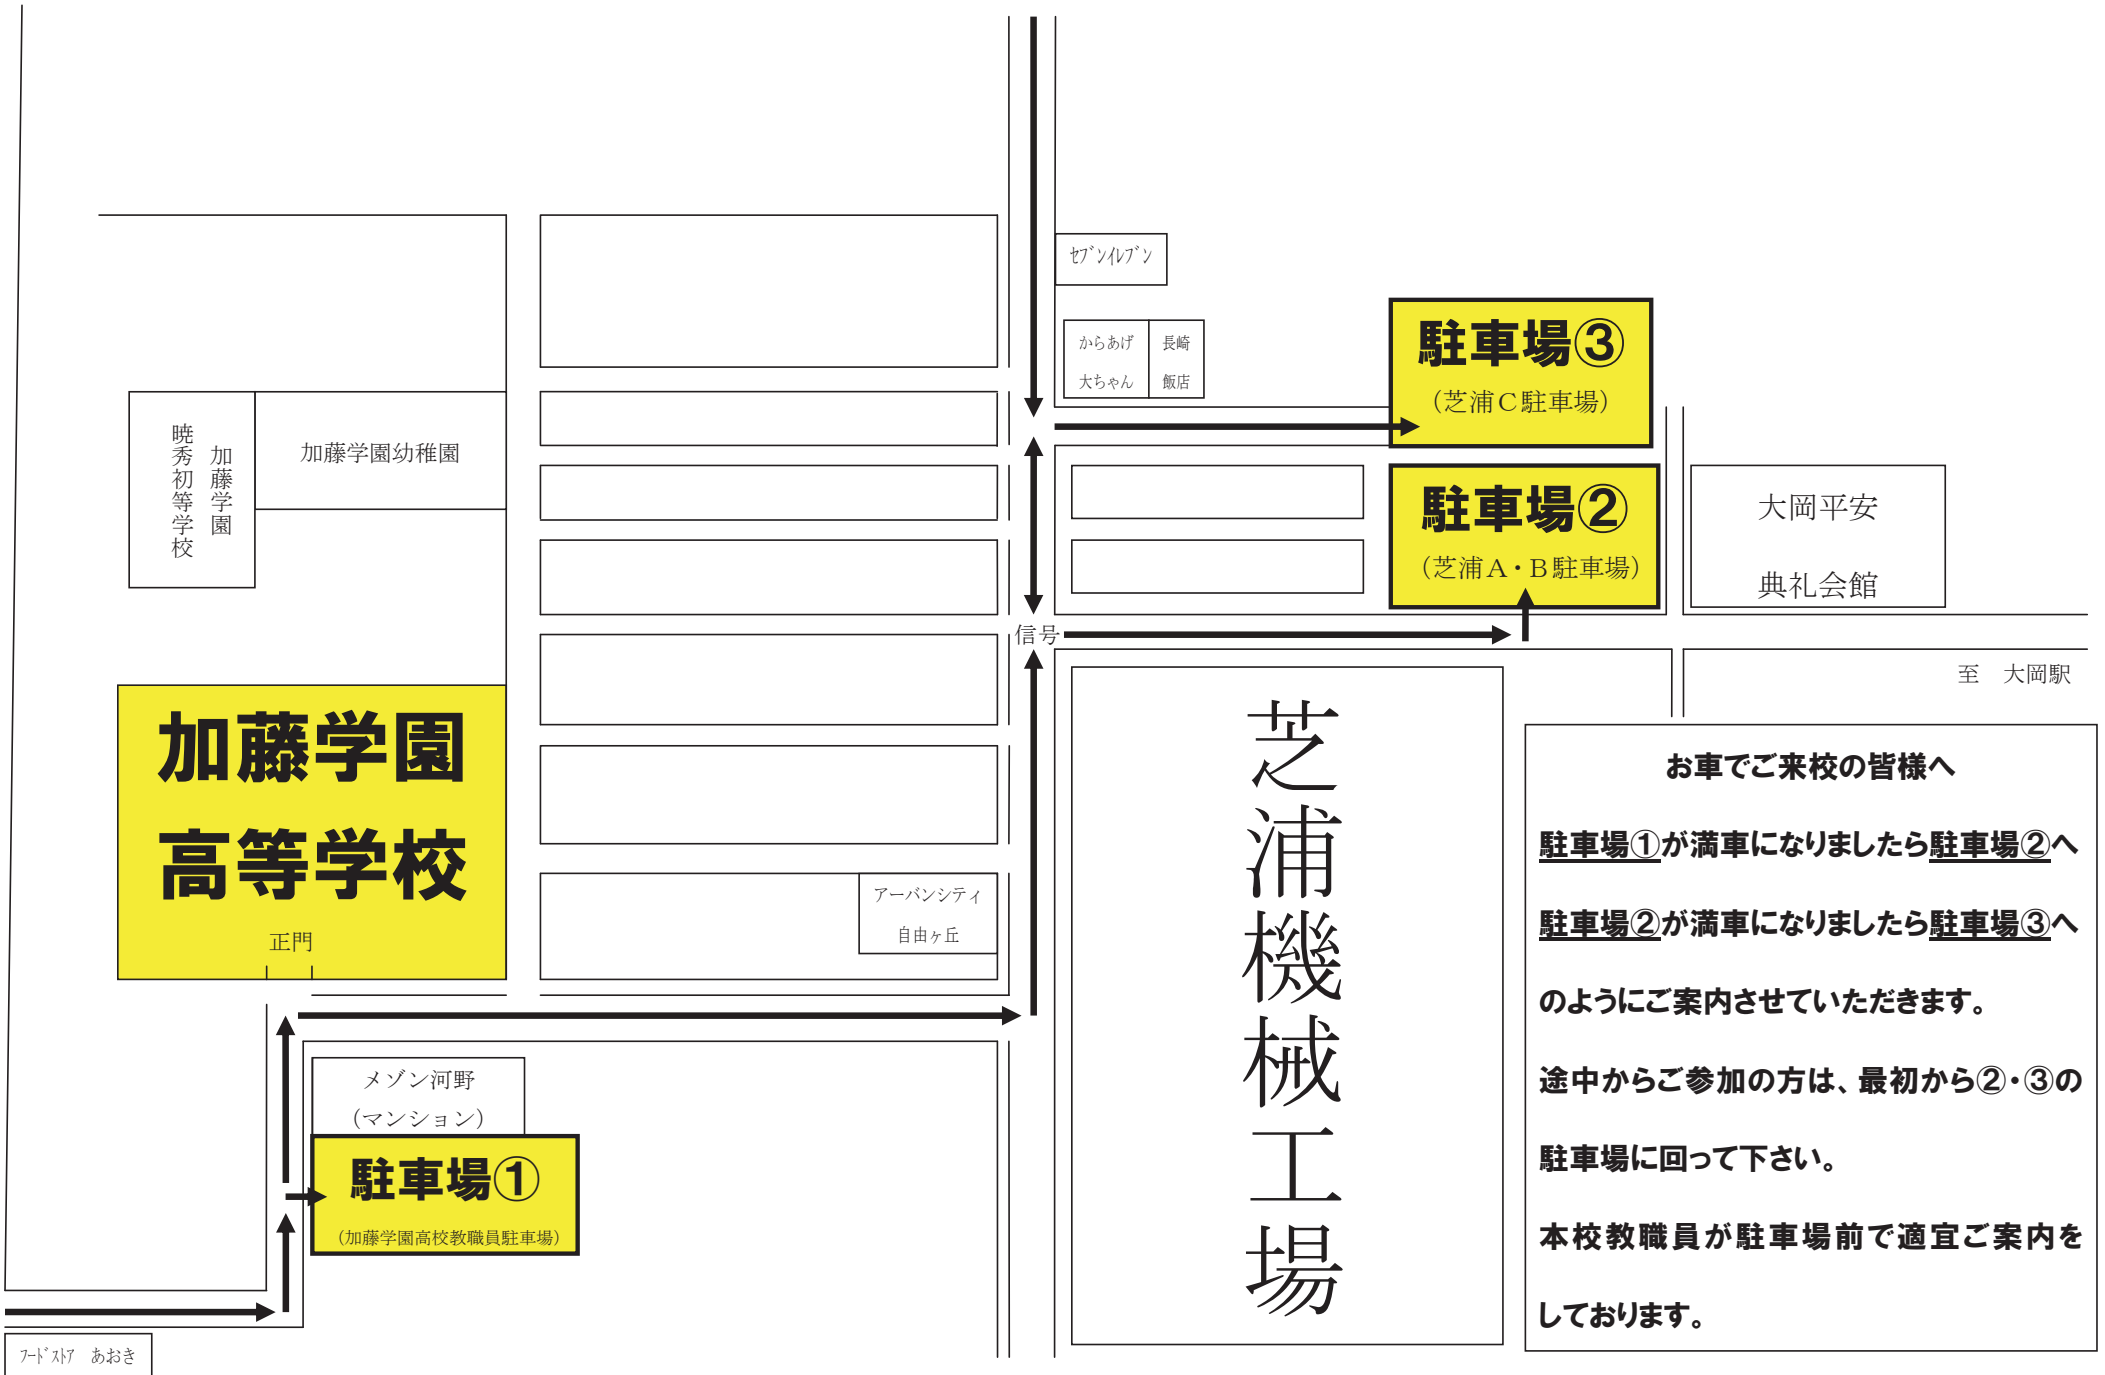 ｾﾌﾞﾝｲﾚﾌﾞﾝ
からあげ
大ちゃん
長崎
飯店
駐車場③
（芝浦Ｃ駐車場）
加藤学園
暁秀初等学校
加藤学園幼稚園
駐車場②
（芝浦Ａ・Ｂ駐車場）
大岡平安
典礼会館
信号
至　大岡駅
加藤学園
高等学校
正門
アーバンシティ
自由ヶ丘
芝浦機械工場
メゾン河野
（マンション）
駐車場①
（加藤学園高校教職員駐車場）
ﾌｰﾄﾞｽﾄｱ　あおき
お車でご来校の皆様へ
駐車場①が満車になりましたら駐車場②へ
駐車場②が満車になりましたら駐車場③へ
のようにご案内させていただきます。
途中からご参加の方は、最初から②・③の
駐車場に回って下さい。
本校教職員が駐車場前で適宜ご案内を
しております。